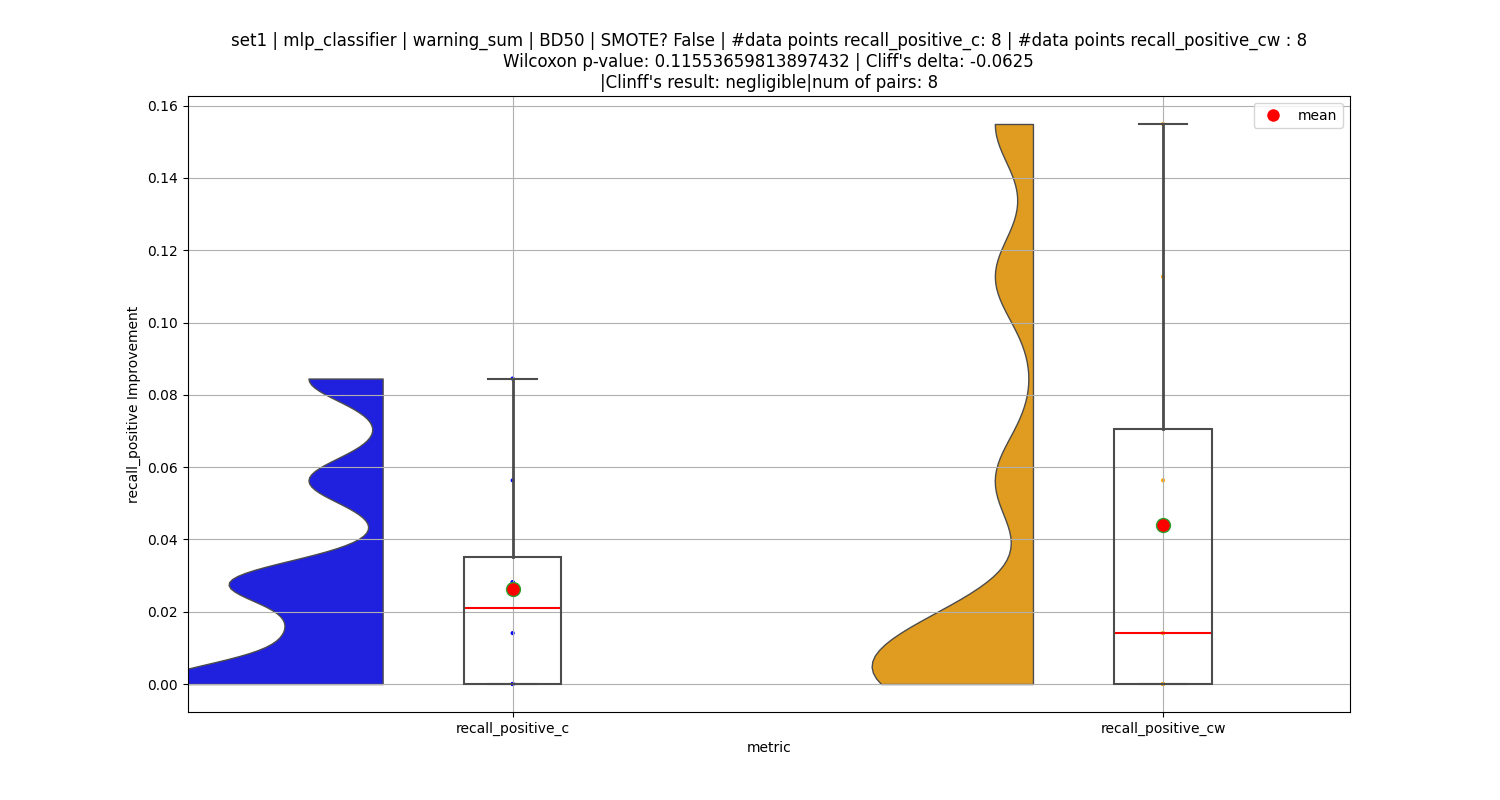 set1 | mlp_classifier | warning_sum | BD50 | SMOTE? False | #data points recall_positive_c: 8 | #data points recall_positive_cw : 8
Wilcoxon p-value: 0.11553659813897432 | Cliff's delta: -0.0625
|Clinff's result: negligible|num of pairs: 8
mean
0.16
0.14
0.12
0.10
0.08
0.06
0.04
0.02
0.00
recall_positive Improvement
recall_positive_c
recall_positive_cw
metric